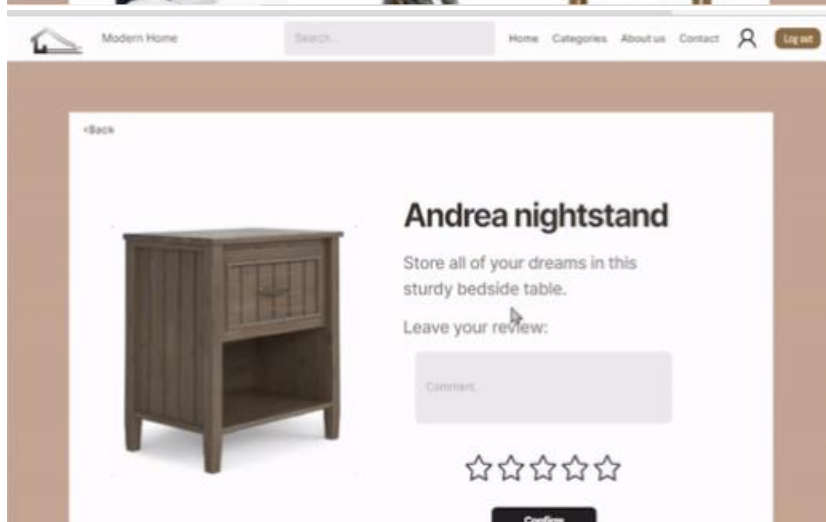 Modern Home
Search...
Home Categories About us Contact
Log out
<Back
Andrea nightstand
Store all of your dreams in this
sturdy bedside table.
Leave your review:
Comment..
Confirm